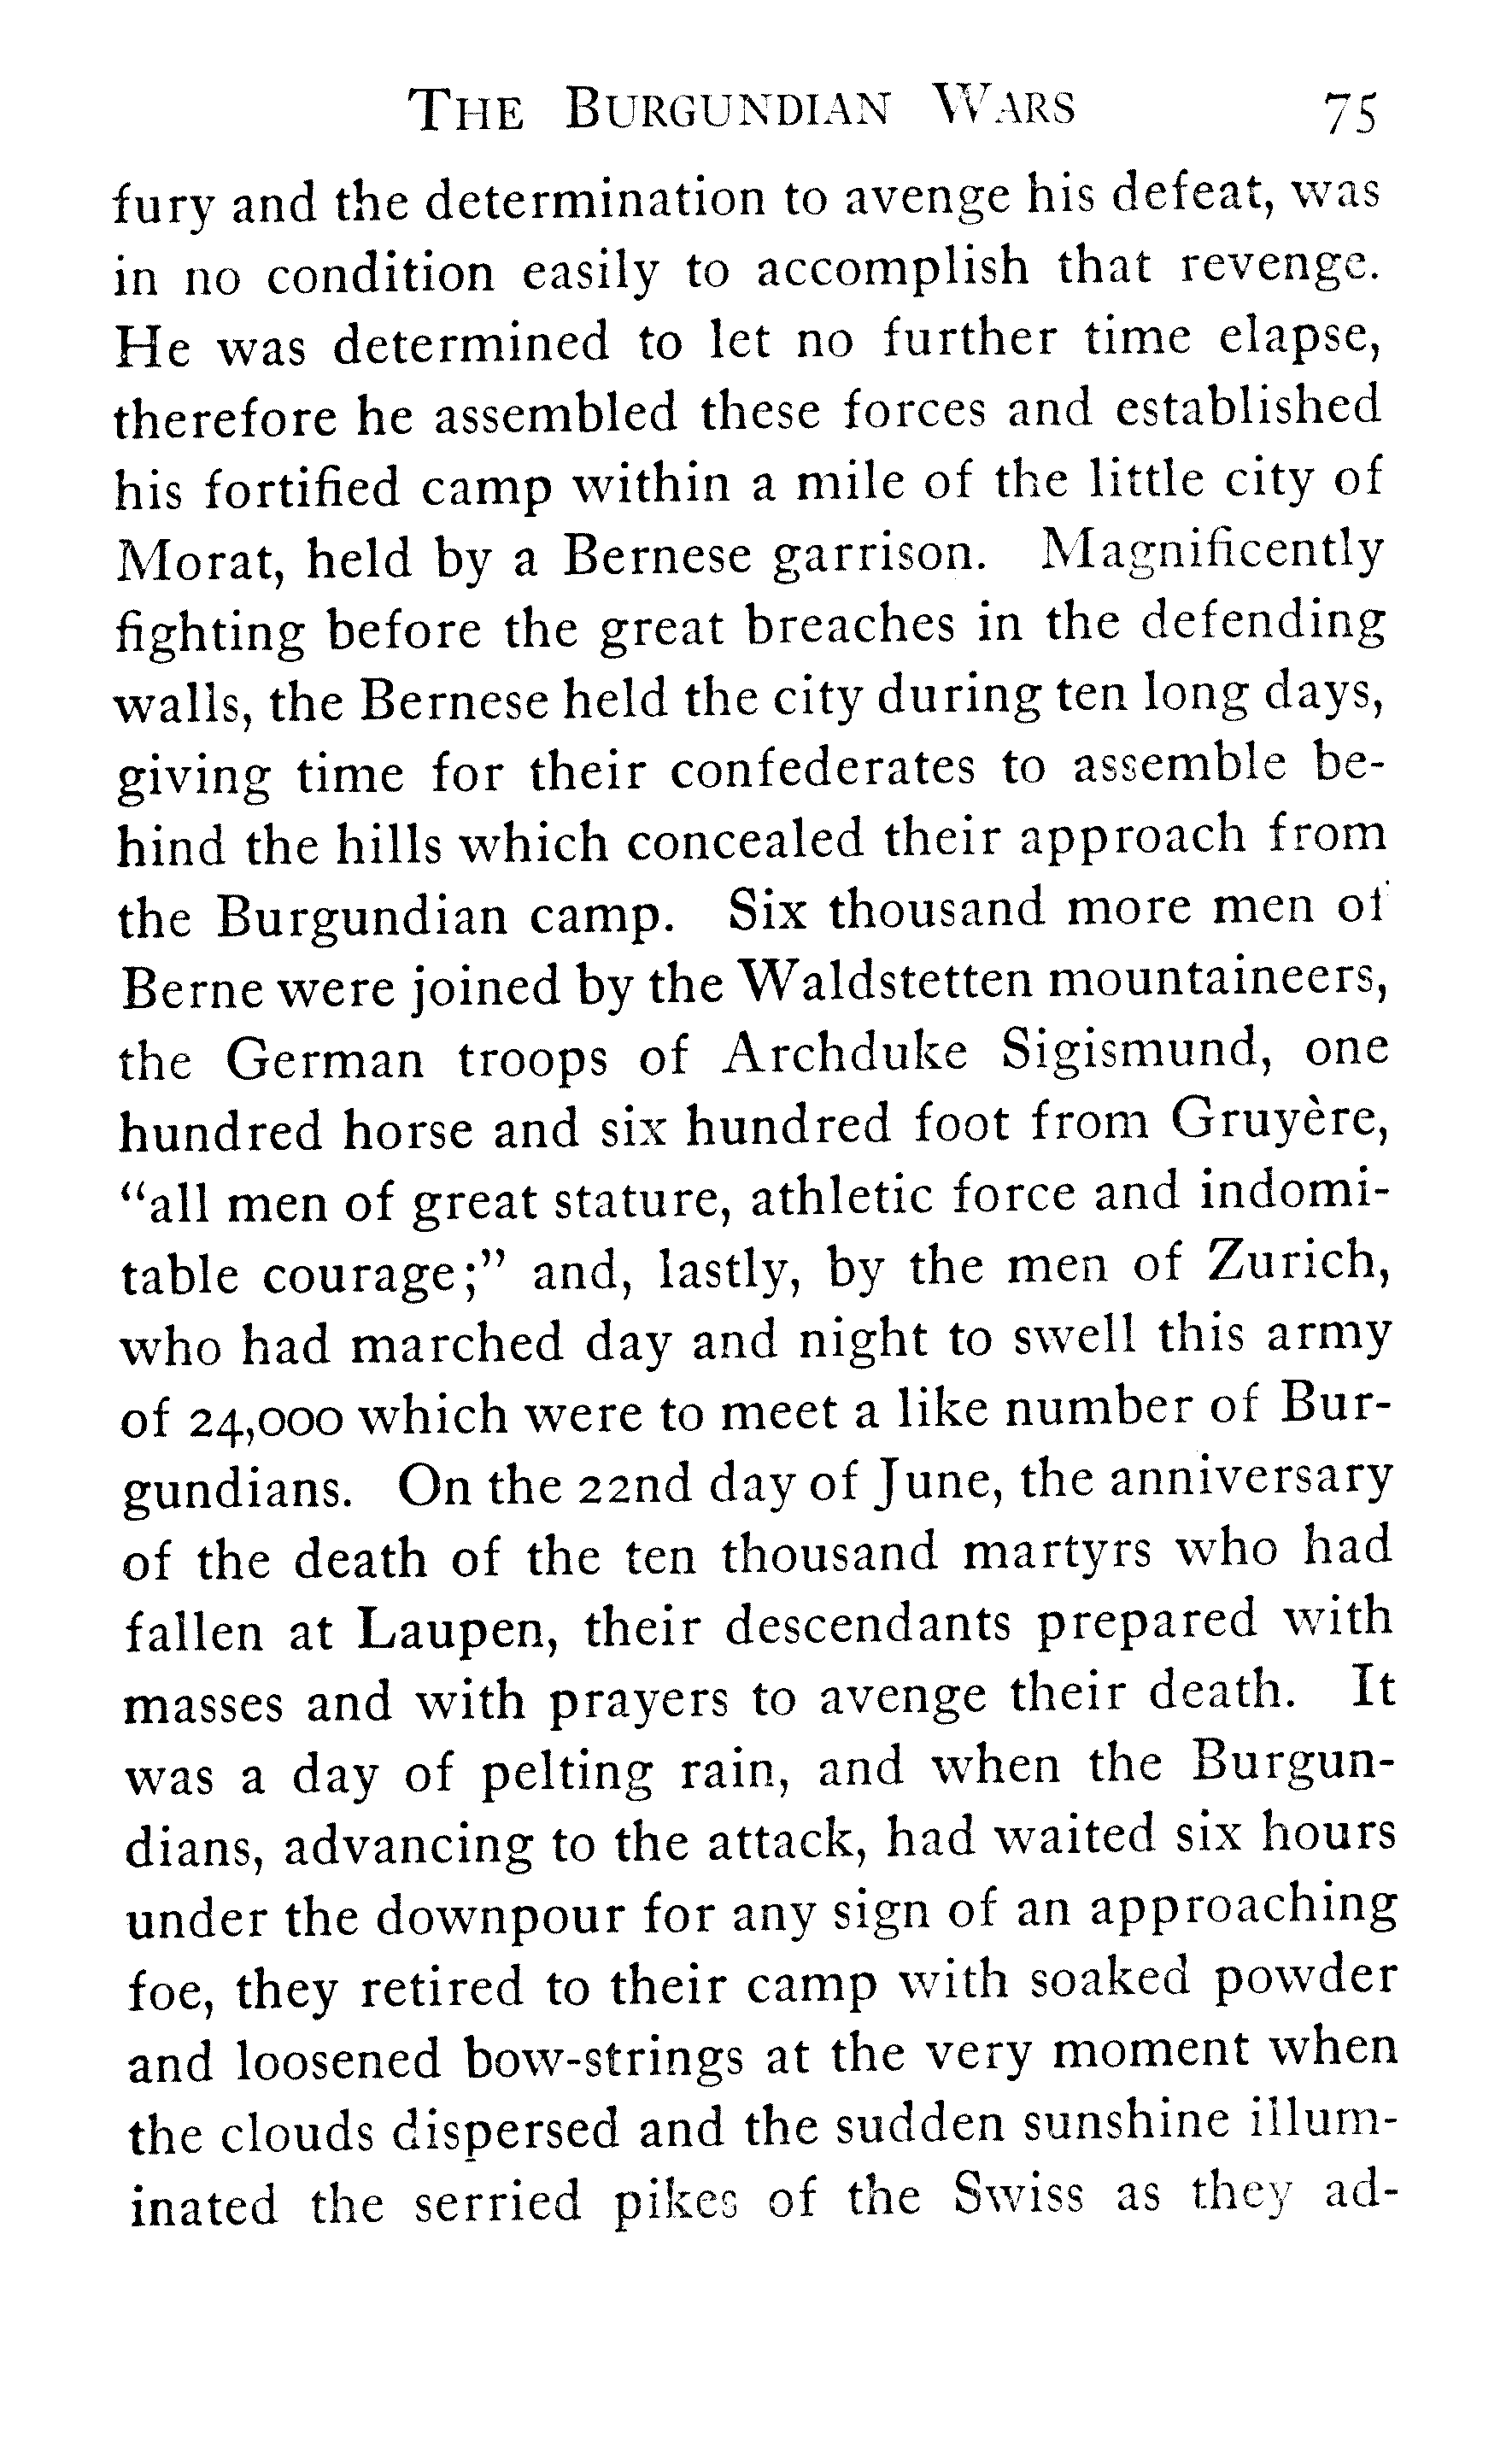 THE BURGUNDIAN WARS 75
fury and the determination to avenge his defeat, was
in no condition easily to accomplish that revenge.
He was determined to let no further time elapse,
therefore he assembled these forces and established
his fortified camp within a mile of the little city of
Morat, held by a Bernese garrison. Magnificently
fighting before the great breaches in the defending
walls, the Bernese held the city during ten long days,
giving time for their confederates to assemble be-
hind the hills which concealed their approach from
the Burgundian camp. Six thousand more men of
Berne were joined by the Waldstetten mountaineers,
the German troops of Archduke Sigismund, one
hundred horse and six hundred foot from Gruyère,
“all men of great stature, athletic force and indomi-
table courage;” and, lastly, by the men of Zurich,
who had marched day and night to swell this army
of 24,000 which were to meet a like number of Bur-
gundians. On the 22nd day of June, the anniversary
of the death of the ten thousand martyrs who had
fallen at Laupen, their descendants prepared with
masses and with prayers to avenge their death. It
was a day of pelting rain, and when the Burgun-
dians, advancing to the attack, had waited six hours
under the downpour for any sign of an approaching
foe, they retired to their camp with soaked powder
and loosened bow-strings at the very moment when
the clouds dispersed and the sudden sunshine illum-
inated the serried pikes of the Swiss as they ad-